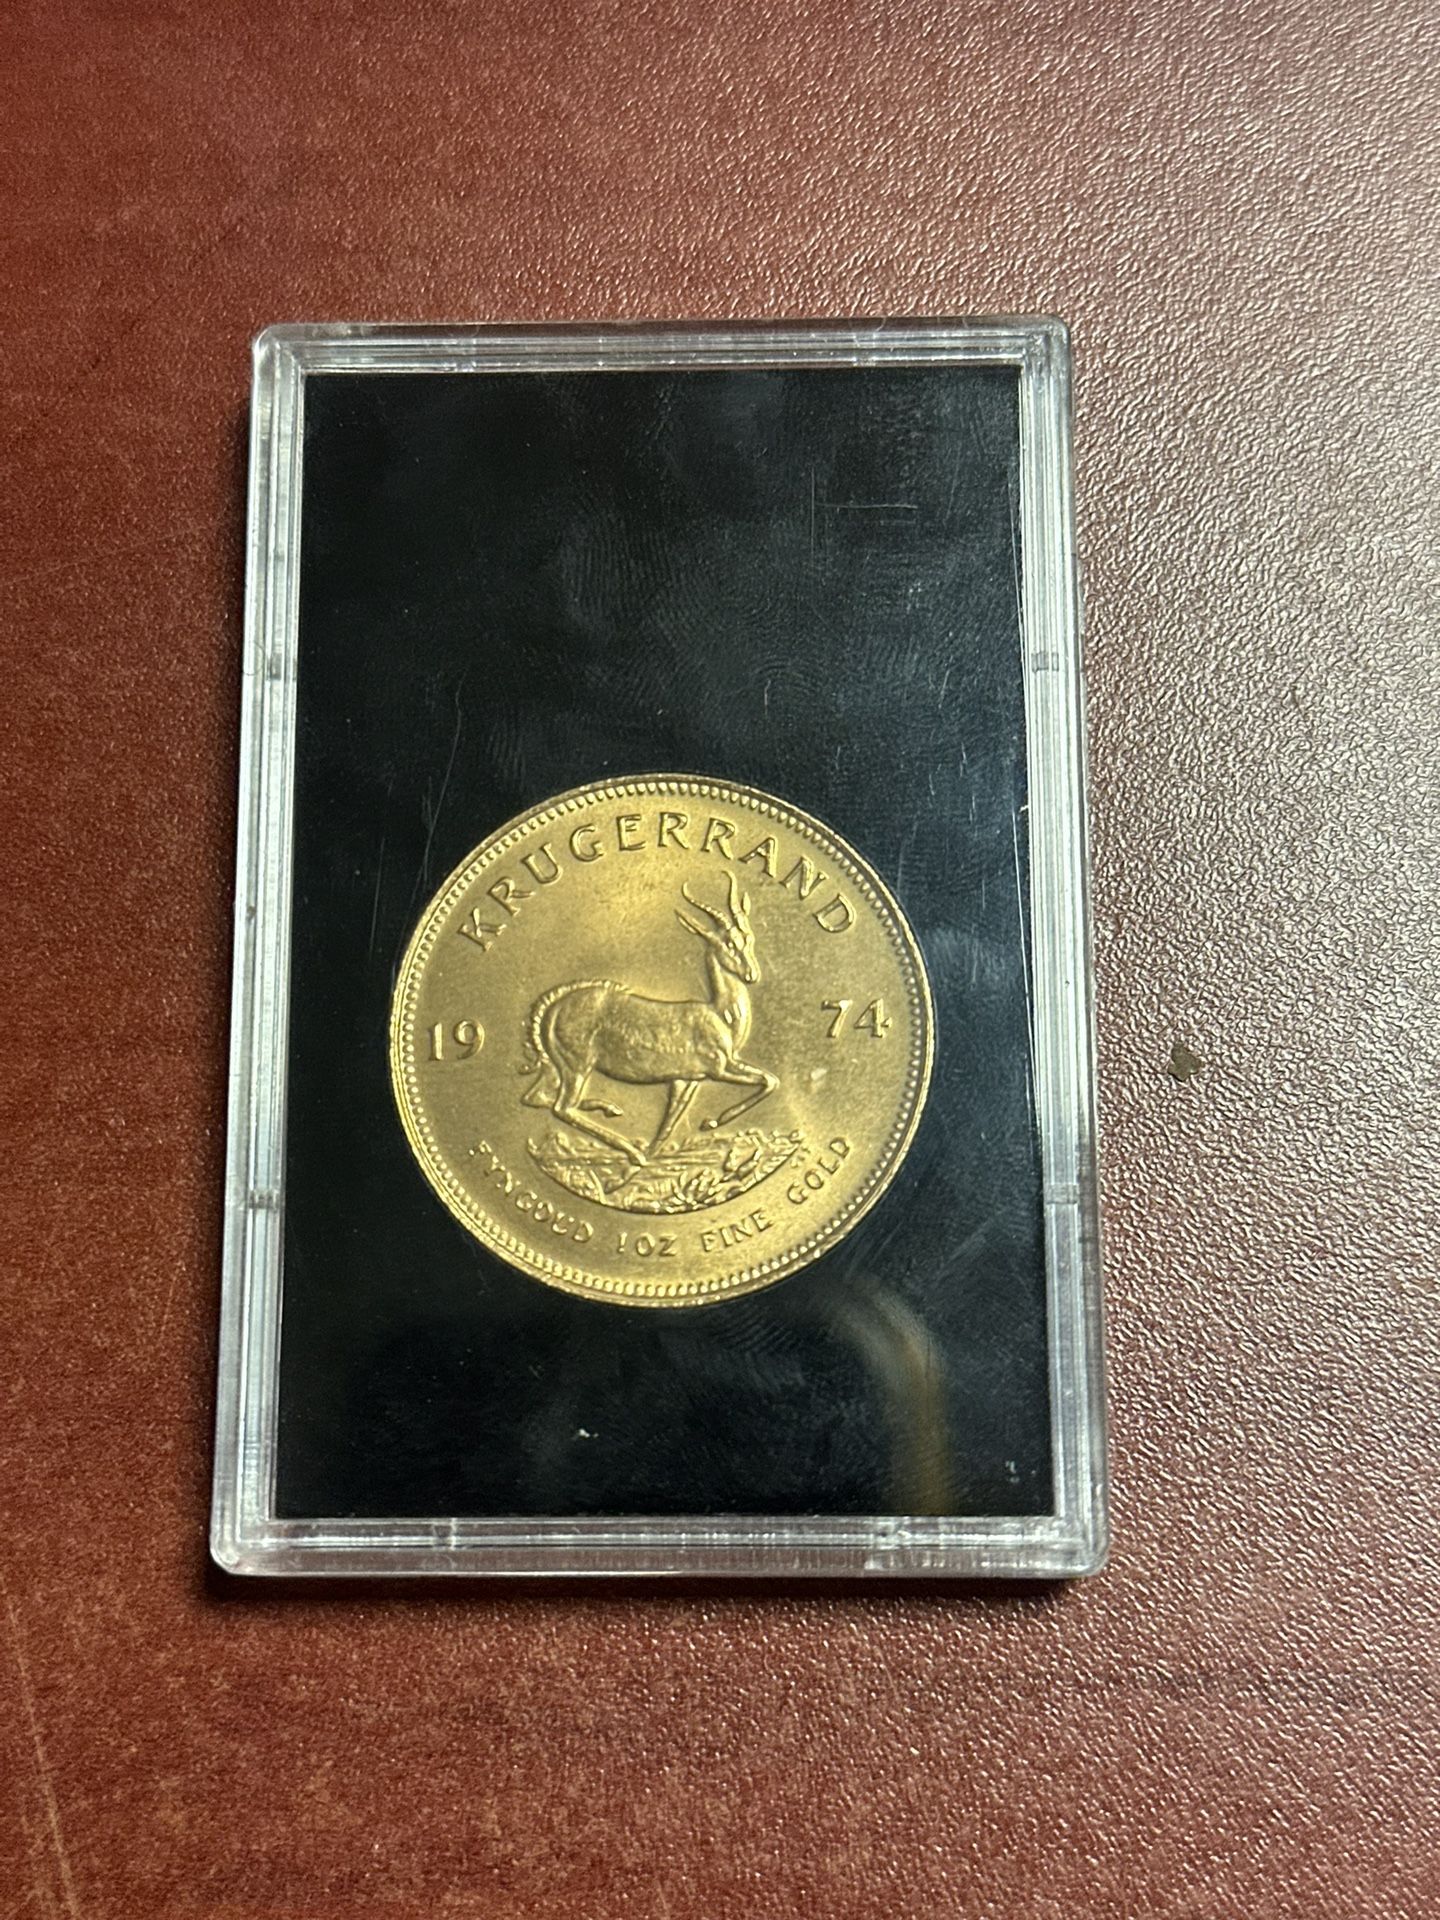 KRUGERRAND
19 74
FYNGOUD 1OZ FINE GOLD